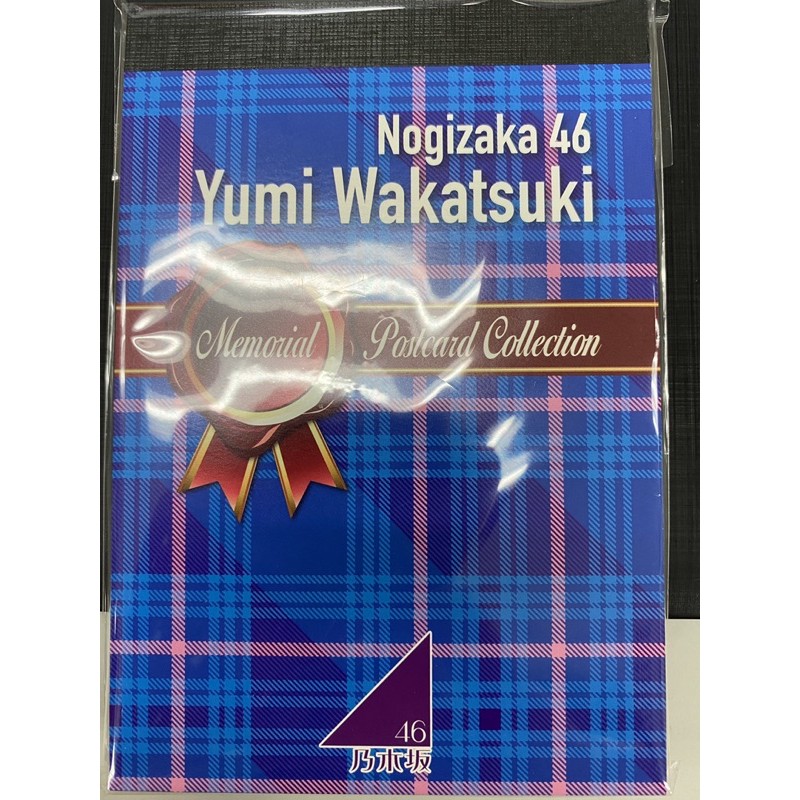 Nogizaka 46
Yumi Wakatsuki
Memorial Postcard Collection
46
乃木坂